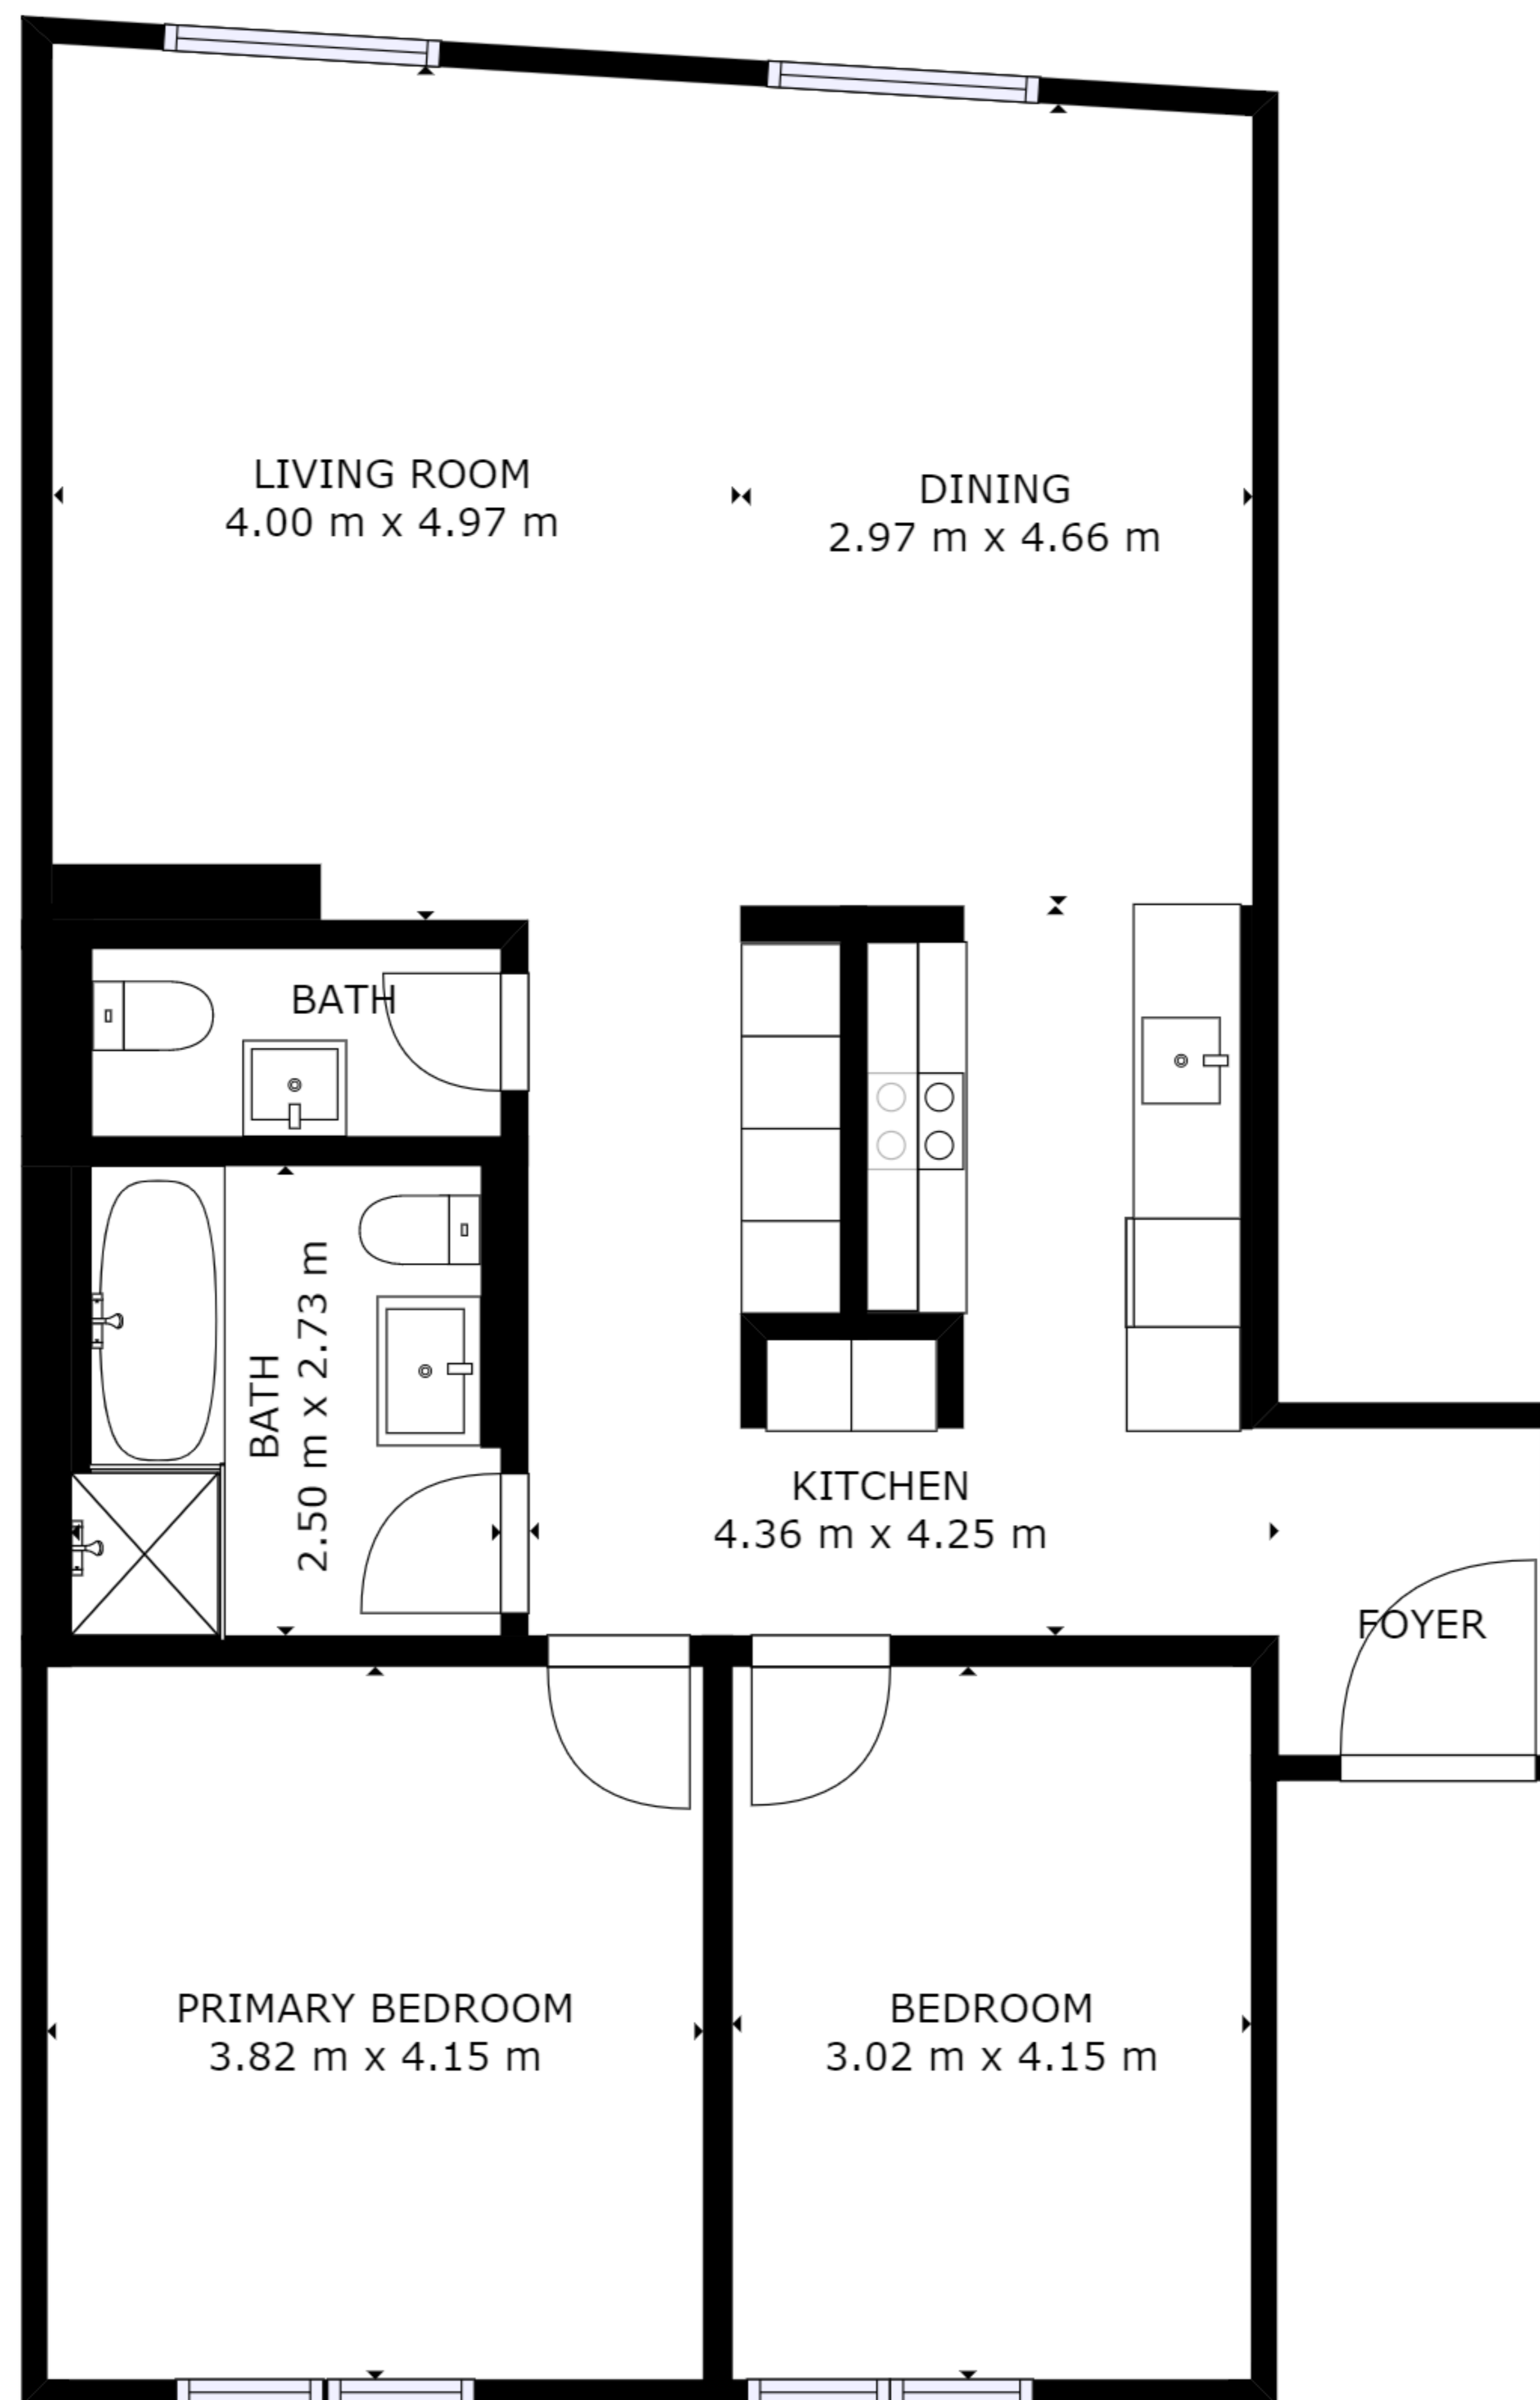 LIVING ROOM
4.00 m x 4.97 m
DINING
2.97 m x 4.66 m
BATH
BATH
2.50 m x 2.73 m
KITCHEN
4.36 m x 4.25 m
FOYER
PRIMARY BEDROOM
3.82 m x 4.15 m
BEDROOM
3.02 m x 4.15 m